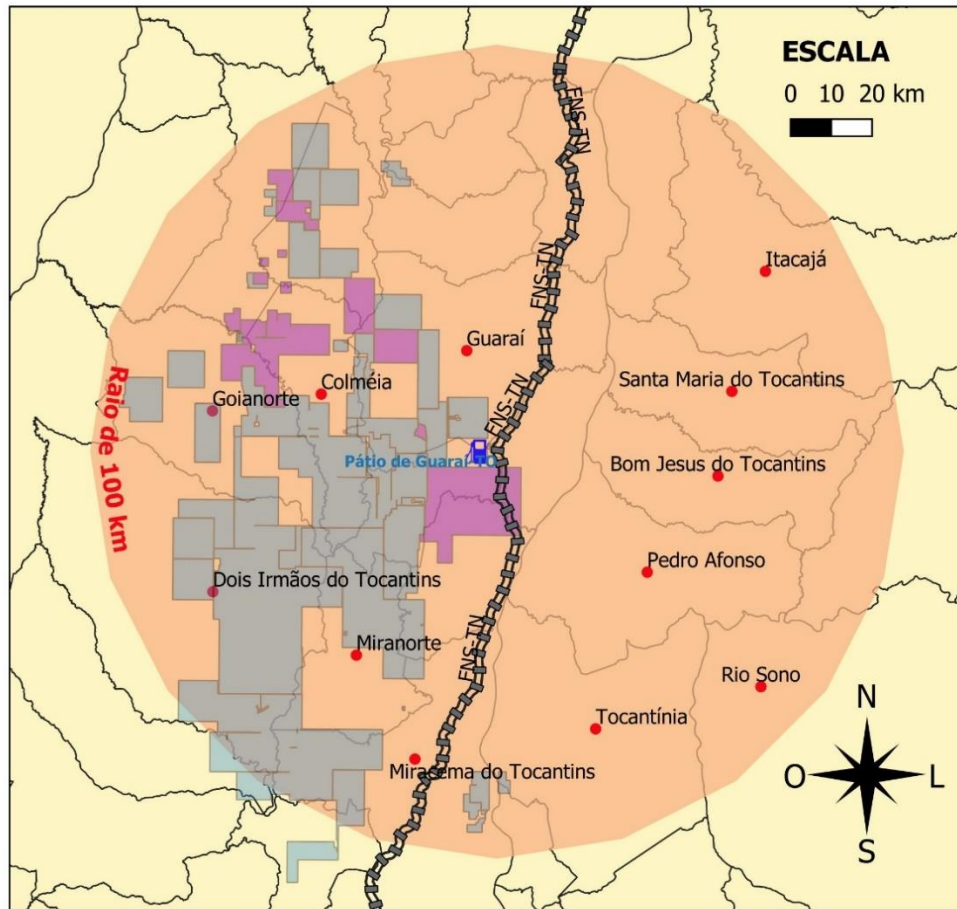 ESCALA
0 10 20 km
FNS-TN
Itacajá
FNS-TN
Guaraí
Santa Maria do Tocantins
Colméia
Goianorte
FNS-TN
Raio de 100 km
Pátio de Guaraí-TO
Bom Jesus do Tocantins
Pedro Afonso
Dois Irmãos do Tocantins
Miranorte
FNS-TN
Rio Sono
Tocantínia
N
O
L
S
Miracema do Tocantins